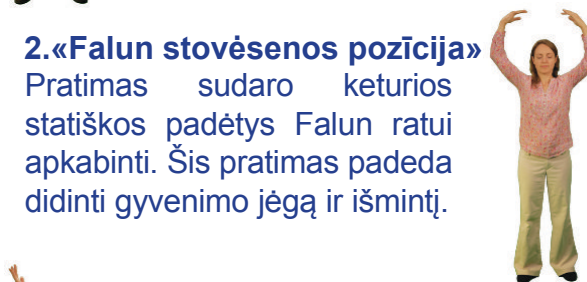 2.«Falun stovėsenos pozīcija»
Pratimas sudaro keturios
statiškos padėtys Falun ratui
apkabinti. Šis pratimas padeda
didinti gyvenimo jėgą ir išmintį.